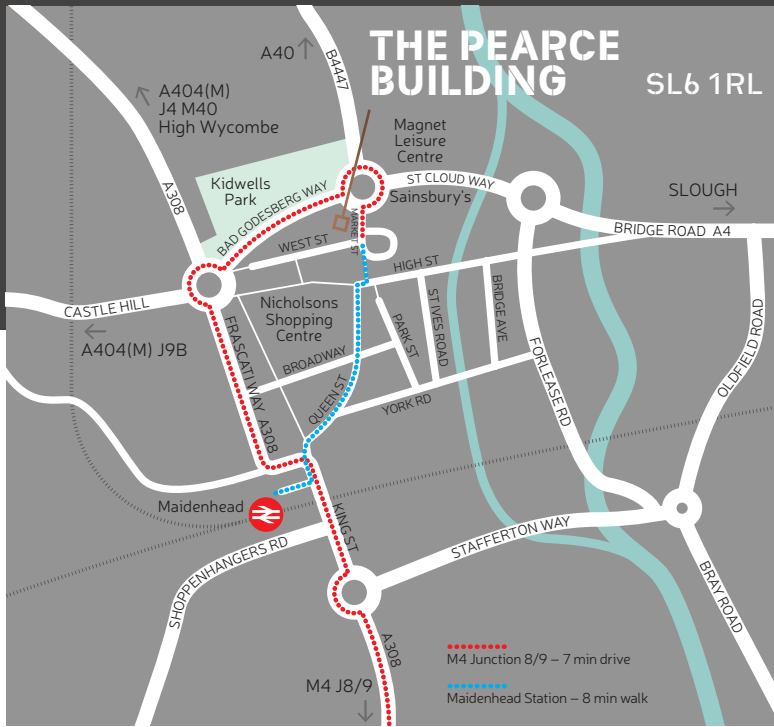 THE PEARCE
BUILDING
SL6 1RL
A40
B4447
A404(M)
J4 M40
High Wycombe
Magnet
Leisure
Centre
Kidwells
Park
A308
BAD GODESBERG WAY
ST CLOUD WAY
Sainsbury's
SLOUGH
BRIDGE ROAD A4
MARKET ST
WEST ST
HIGH ST
CASTLE HILL
A404(M) J9B
Nicholsons
Shopping
Centre
FRASCATI WAY A308
BROADWAY
PARK ST
ST IVES ROAD
BRIDGE AVE
QUEEN ST
YORK RD
FORLEASE RD
OLDFIELD ROAD
Maidenhead
KING ST
SHOPPENHANGERS RD
STAFFERTON WAY
BRAY ROAD
A308
M4 J8/9
M4 Junction 8/9 – 7 min drive
Maidenhead Station – 8 min walk